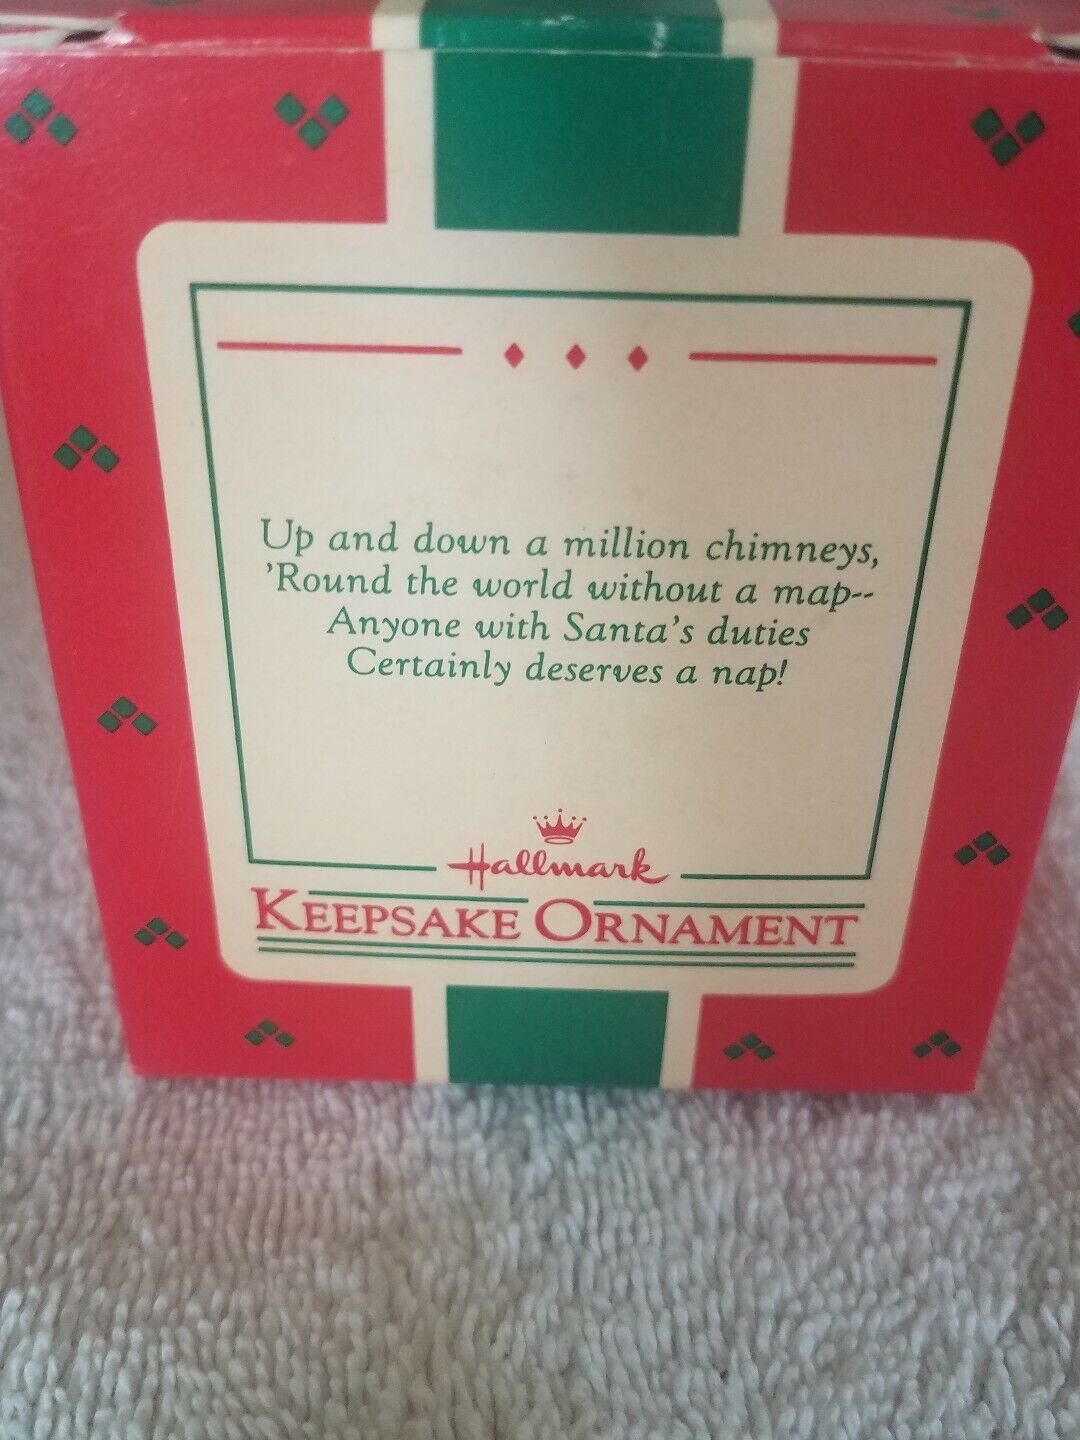 Up and down a million chimneys,
'Round the world without a map--
Anyone with Santa's duties
Certainly deserves a nap!
Hallmark
KEEPSAKE ORNAMENT